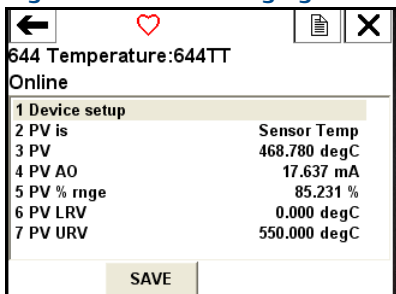 644 Temperature:644TT
Online
1 Device setup
2 PV is Sensor Temp
3 PV 468.780 degC
4 PV AO 17.637 mA
5 PV % rnge 85.231 %
6 PV LRV 0.000 degC
7 PV URV 550.000 degC
SAVE